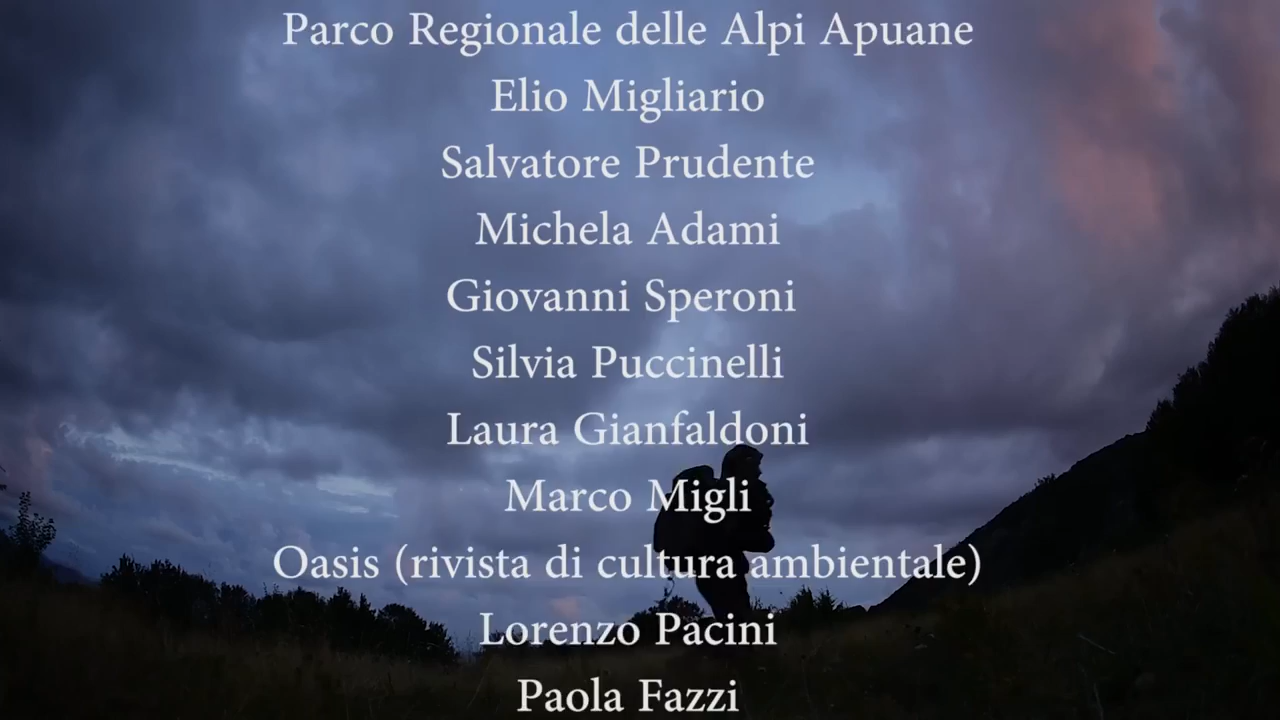 Parco Regionale delle Alpi Apuane
Elio Migliario
Salvatore Prudente
Michela Adami
Giovanni Speroni
Silvia Puccinelli
Laura Gianfaldoni
Marco Migli
Oasis (rivista di cultura ambientale)
Lorenzo Pacini
Paola Fazzi